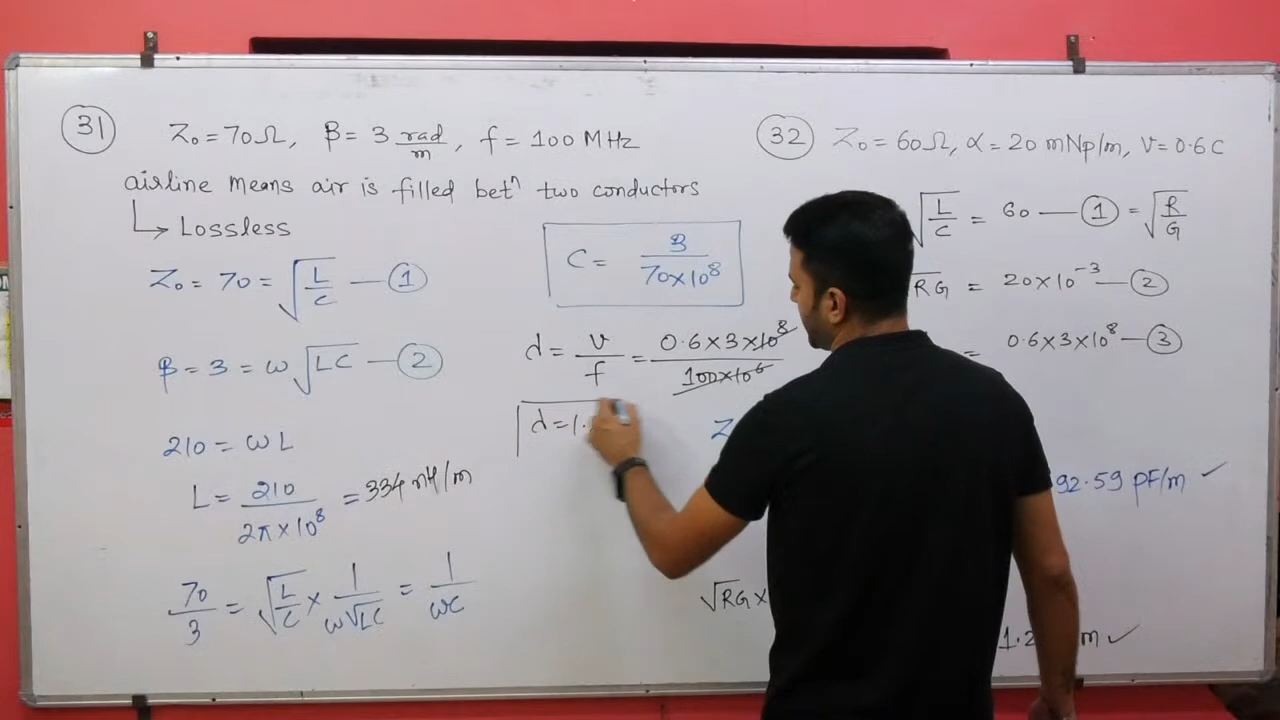 31
Z₀ = 70Ω, β = 3 rad/m, f = 100 MHz
airline means air is filled betⁿ two conductors
↳ Lossless
Z₀ = 70 = √(L/C) — 1
β = 3 = ω √LC — 2
210 = ωL
L = 210/(2π×10⁸) = 334 nH/m
70/3 = √(L/C) × 1/(ω√LC) = 1/(ωC)
C = 3/(70×10⁸)
λ = v/f = (0.6×3×10⁸)/(100×10⁶)
λ = 1.
32
Z₀ = 60Ω, α = 20 mNp/m, v = 0.6 C
√(L/C) = 60 — 1 = √(R/G)
RG = 20×10⁻³ — 2
= 0.6×3×10⁸ — 3
Z
92.59 pF/m ✓
√RG ×
1.2
m ✓